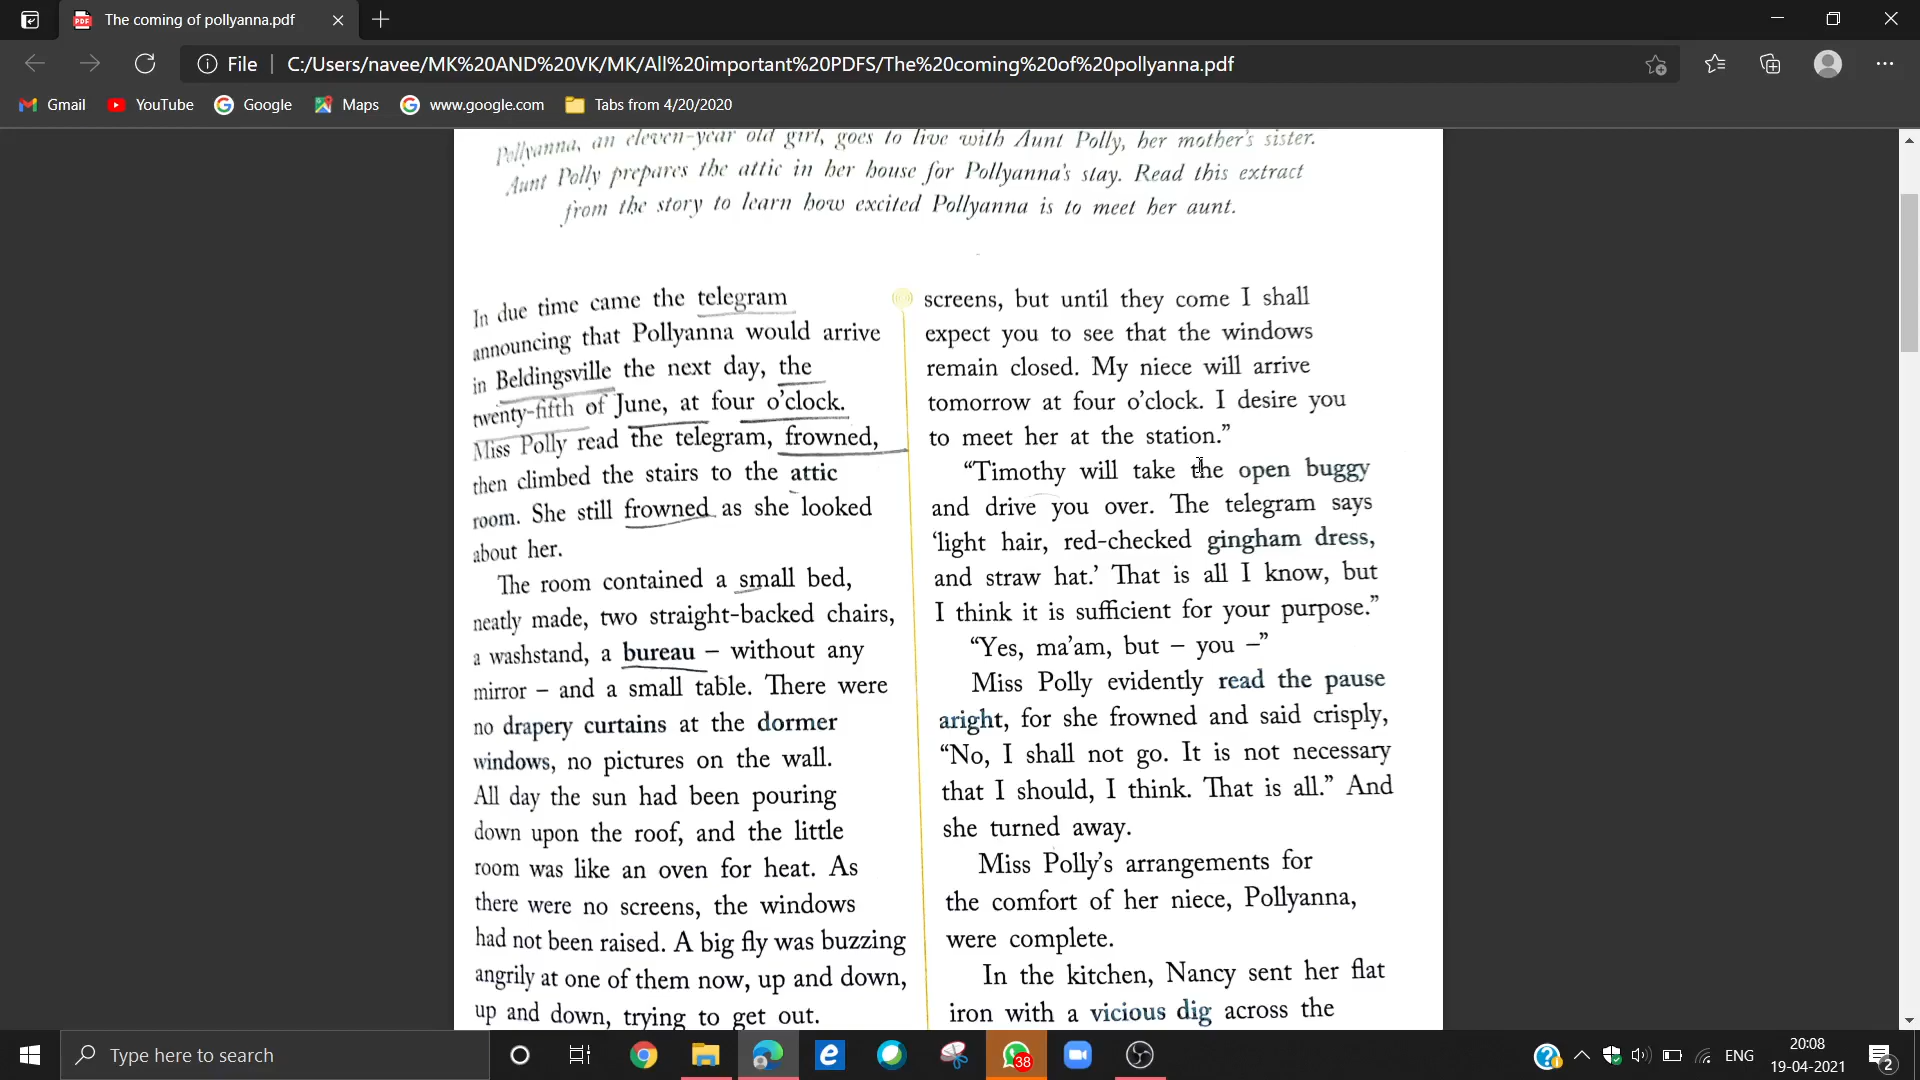 The coming of pollyanna.pdf
File
C:/Users/navee/MK%20AND%20VK/MK/All%20important%20PDFS/The%20coming%20of%20pollyanna.pdf
Gmail YouTube Google Maps www.google.com Tabs from 4/20/2020
Pollyanna, an eleven-year old girl, goes to live with Aunt Polly, her mother's sister.
Aunt Polly prepares the attic in her house for Pollyanna's stay. Read this extract
from the story to learn how excited Pollyanna is to meet her aunt.
In due time came the telegram
announcing that Pollyanna would arrive
in Beldingsville the next day, the
twenty-fifth of June, at four o'clock.
Miss Polly read the telegram, frowned,
then climbed the stairs to the attic
room. She still frowned as she looked
about her.
The room contained a small bed,
neatly made, two straight-backed chairs,
a washstand, a bureau – without any
mirror – and a small table. There were
no drapery curtains at the dormer
windows, no pictures on the wall.
All day the sun had been pouring
down upon the roof, and the little
room was like an oven for heat. As
there were no screens, the windows
had not been raised. A big fly was buzzing
angrily at one of them now, up and down,
up and down, trying to get out.
screens, but until they come I shall
expect you to see that the windows
remain closed. My niece will arrive
tomorrow at four o'clock. I desire you
to meet her at the station.”
“Timothy will take the open buggy
and drive you over. The telegram says
‘light hair, red-checked gingham dress,
and straw hat.’ That is all I know, but
I think it is sufficient for your purpose.”
“Yes, ma'am, but – you –”
Miss Polly evidently read the pause
aright, for she frowned and said crisply,
“No, I shall not go. It is not necessary
that I should, I think. That is all.” And
she turned away.
Miss Polly's arrangements for
the comfort of her niece, Pollyanna,
were complete.
In the kitchen, Nancy sent her flat
iron with a vicious dig across the
Type here to search
38
ENG
20:08
19-04-2021
2